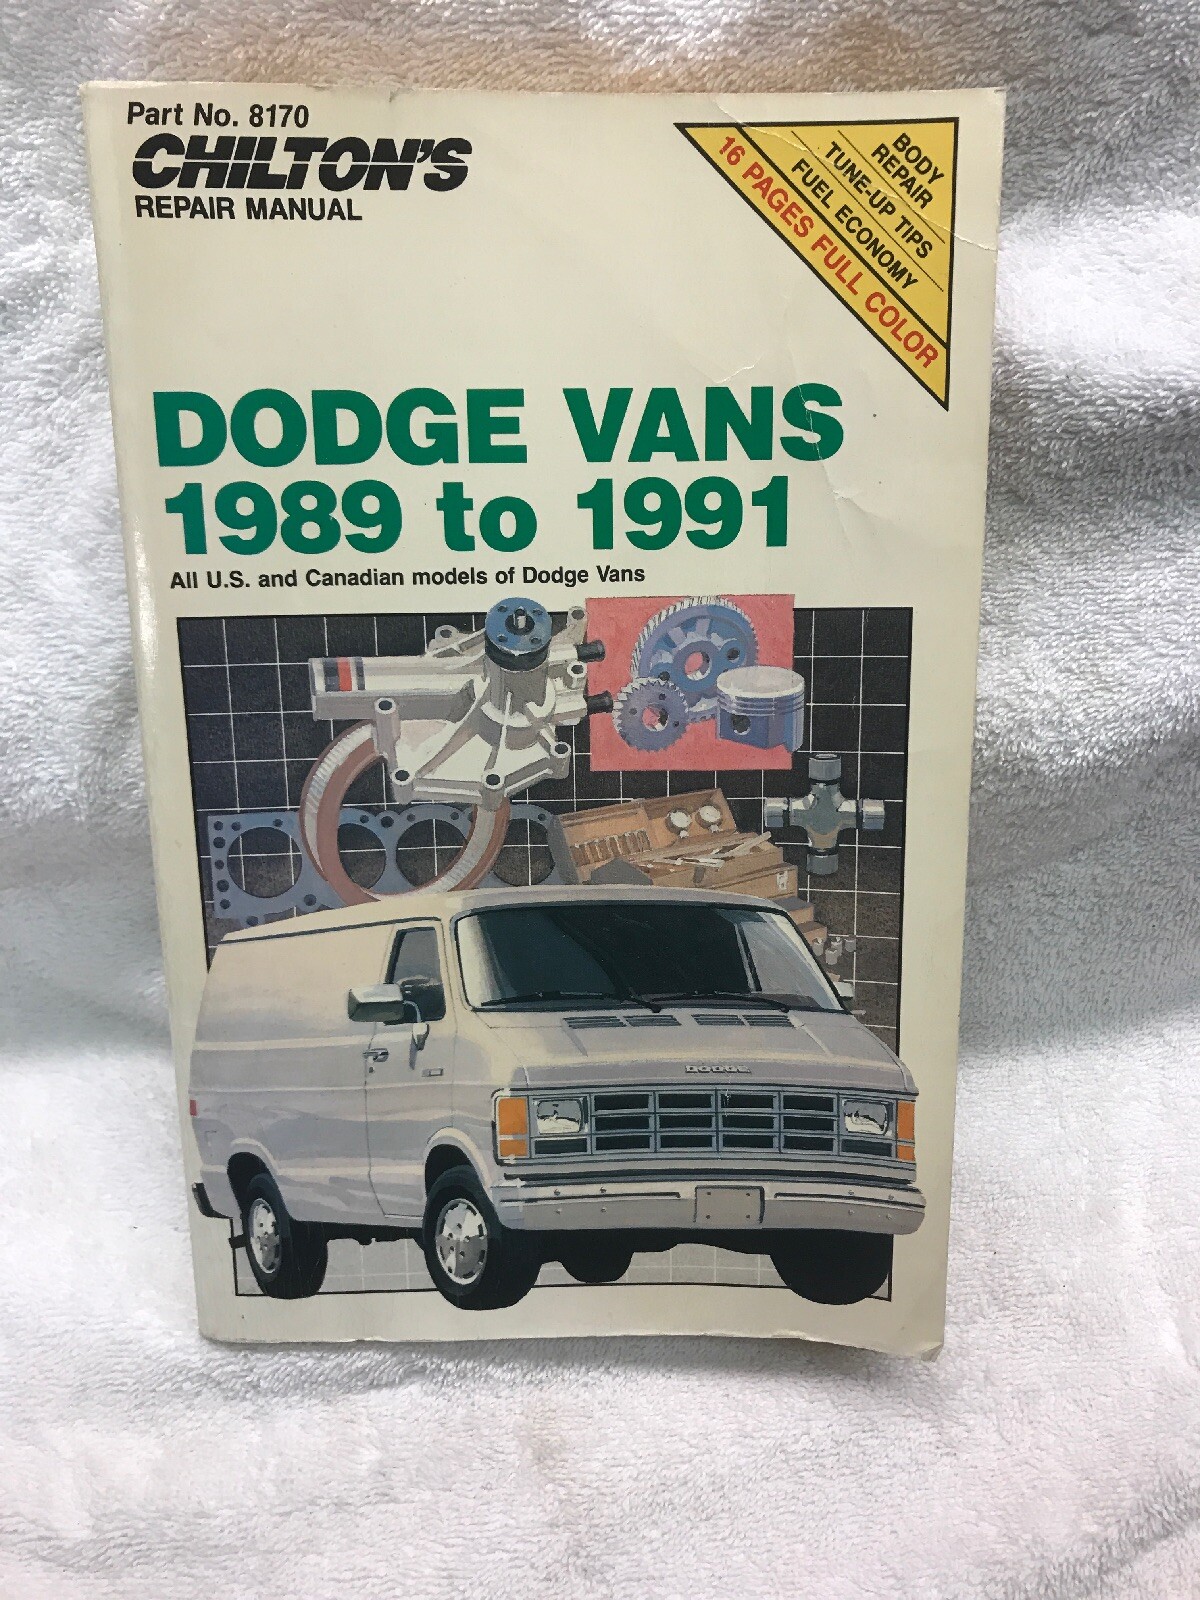 Part No. 8170
CHILTON'S
REPAIR MANUAL
BODY
REPAIR
TUNE-UP TIPS
FUEL ECONOMY
16 PAGES FULL COLOR
DODGE VANS
1989 to 1991
All U.S. and Canadian models of Dodge Vans
DODGE